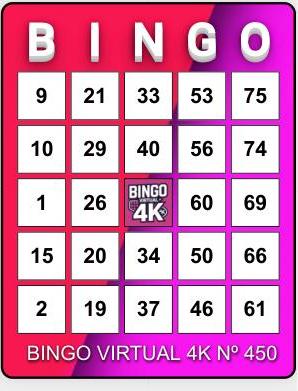 B I N G O
9 21 33 53 75
10 29 40 56 74
1 26 BINGO VIRTUAL 4K 60 69
15 20 34 50 66
2 19 37 46 61
BINGO VIRTUAL 4K Nº 450